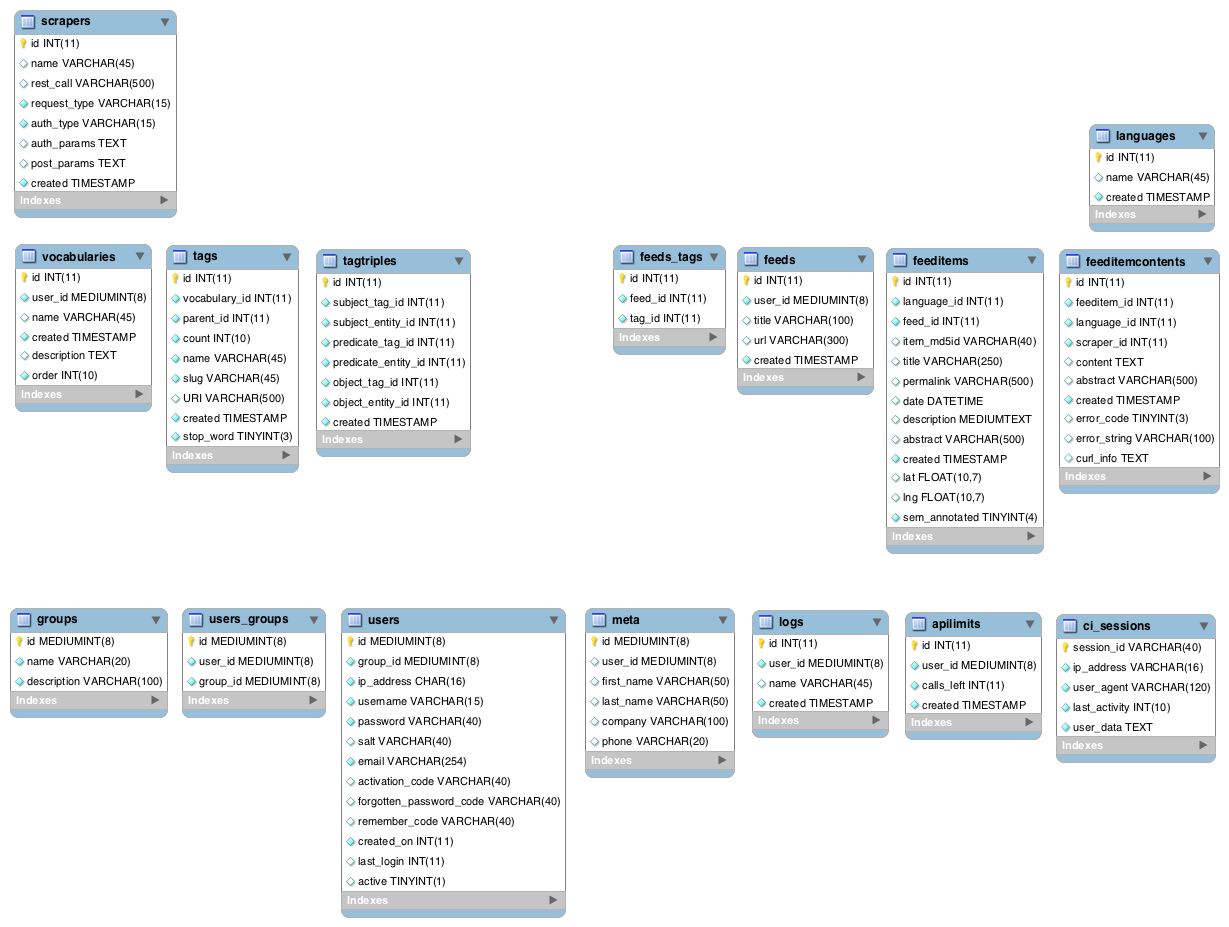 scrapers
id INT(11)
name VARCHAR(45)
rest_call VARCHAR(500)
request_type VARCHAR(15)
auth_type VARCHAR(15)
auth_params TEXT
post_params TEXT
created TIMESTAMP
Indexes
languages
id INT(11)
name VARCHAR(45)
created TIMESTAMP
Indexes
vocabularies
id INT(11)
user_id MEDIUMINT(8)
name VARCHAR(45)
created TIMESTAMP
description TEXT
order INT(10)
Indexes
tags
id INT(11)
vocabulary_id INT(11)
parent_id INT(11)
count INT(10)
name VARCHAR(45)
slug VARCHAR(45)
URI VARCHAR(500)
created TIMESTAMP
stop_word TINYINT(3)
Indexes
tagtriples
id INT(11)
subject_tag_id INT(11)
subject_entity_id INT(11)
predicate_tag_id INT(11)
predicate_entity_id INT(11)
object_tag_id INT(11)
object_entity_id INT(11)
created TIMESTAMP
Indexes
feeds_tags
id INT(11)
feed_id INT(11)
tag_id INT(11)
Indexes
feeds
id INT(11)
user_id MEDIUMINT(8)
title VARCHAR(100)
url VARCHAR(300)
created TIMESTAMP
Indexes
feeditems
id INT(11)
language_id INT(11)
feed_id INT(11)
item_md5id VARCHAR(40)
title VARCHAR(250)
permalink VARCHAR(500)
date DATETIME
description MEDIUMTEXT
abstract VARCHAR(500)
created TIMESTAMP
lat FLOAT(10,7)
lng FLOAT(10,7)
sem_annotated TINYINT(4)
Indexes
feeditemcontents
id INT(11)
feeditem_id INT(11)
language_id INT(11)
scraper_id INT(11)
content TEXT
abstract VARCHAR(500)
created TIMESTAMP
error_code TINYINT(3)
error_string VARCHAR(100)
curl_info TEXT
Indexes
groups
id MEDIUMINT(8)
name VARCHAR(20)
description VARCHAR(100)
Indexes
users_groups
id MEDIUMINT(8)
user_id MEDIUMINT(8)
group_id MEDIUMINT(8)
Indexes
users
id MEDIUMINT(8)
group_id MEDIUMINT(8)
ip_address CHAR(16)
username VARCHAR(15)
password VARCHAR(40)
salt VARCHAR(40)
email VARCHAR(254)
activation_code VARCHAR(40)
forgotten_password_code VARCHAR(40)
remember_code VARCHAR(40)
created_on INT(11)
last_login INT(11)
active TINYINT(1)
Indexes
meta
id MEDIUMINT(8)
user_id MEDIUMINT(8)
first_name VARCHAR(50)
last_name VARCHAR(50)
company VARCHAR(100)
phone VARCHAR(20)
Indexes
logs
id INT(11)
user_id MEDIUMINT(8)
name VARCHAR(45)
created TIMESTAMP
Indexes
apilimits
id INT(11)
user_id MEDIUMINT(8)
calls_left INT(11)
created TIMESTAMP
Indexes
ci_sessions
session_id VARCHAR(40)
ip_address VARCHAR(16)
user_agent VARCHAR(120)
last_activity INT(10)
user_data TEXT
Indexes